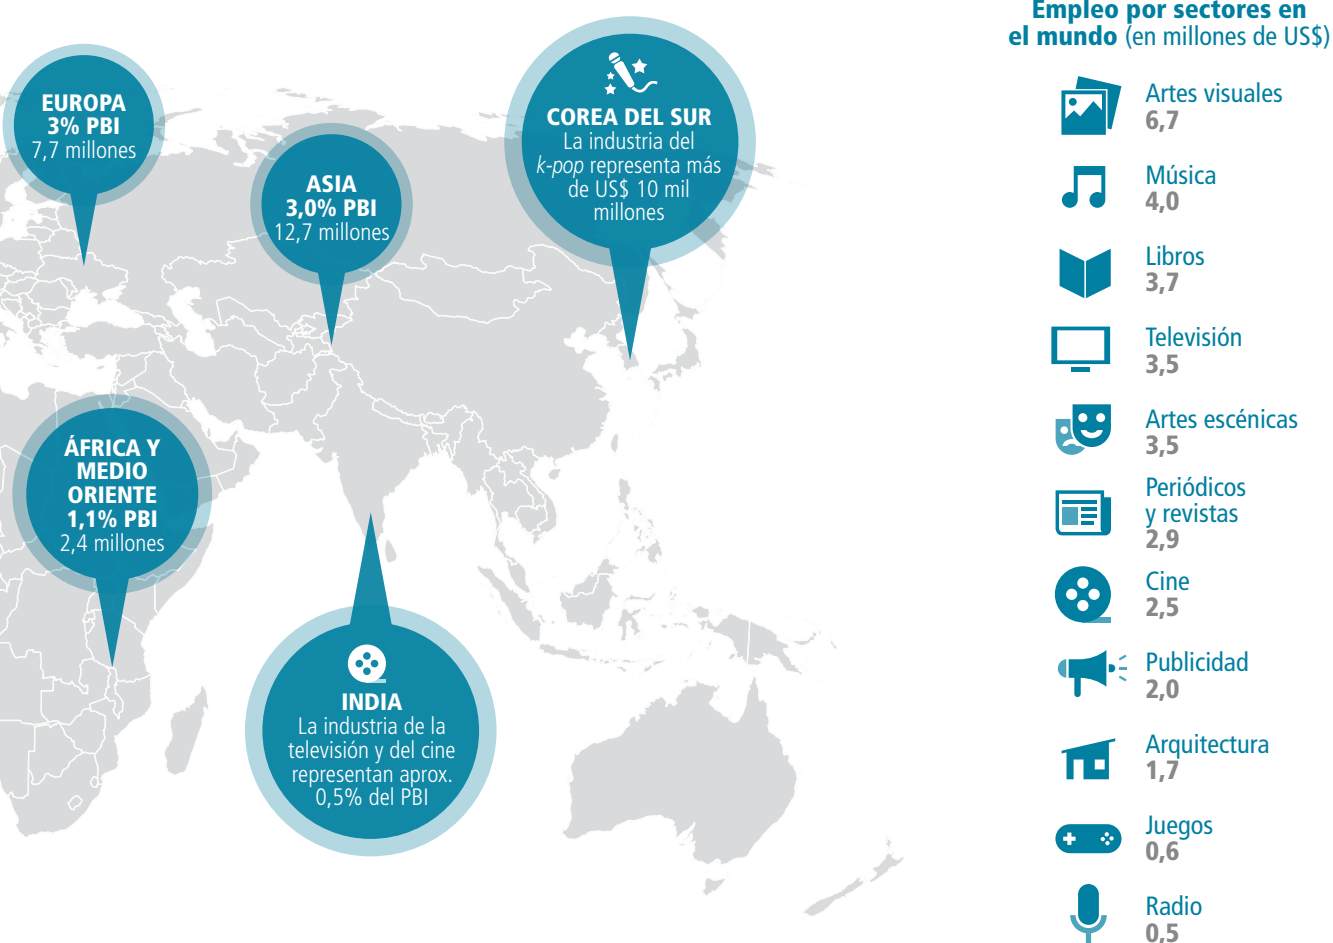 EUROPA
3% PBI
7,7 millones
ASIA
3,0% PBI
12,7 millones
COREA DEL SUR
La industria del
k-pop representa más
de US$ 10 mil
millones
ÁFRICA Y
MEDIO
ORIENTE
1,1% PBI
2,4 millones
INDIA
La industria de la
televisión y del cine
representan aprox.
0,5% del PBI
Empleo por sectores en
el mundo (en millones de US$)
Artes visuales
6,7
Música
4,0
Libros
3,7
Televisión
3,5
Artes escénicas
3,5
Periódicos
y revistas
2,9
Cine
2,5
Publicidad
2,0
Arquitectura
1,7
Juegos
0,6
Radio
0,5